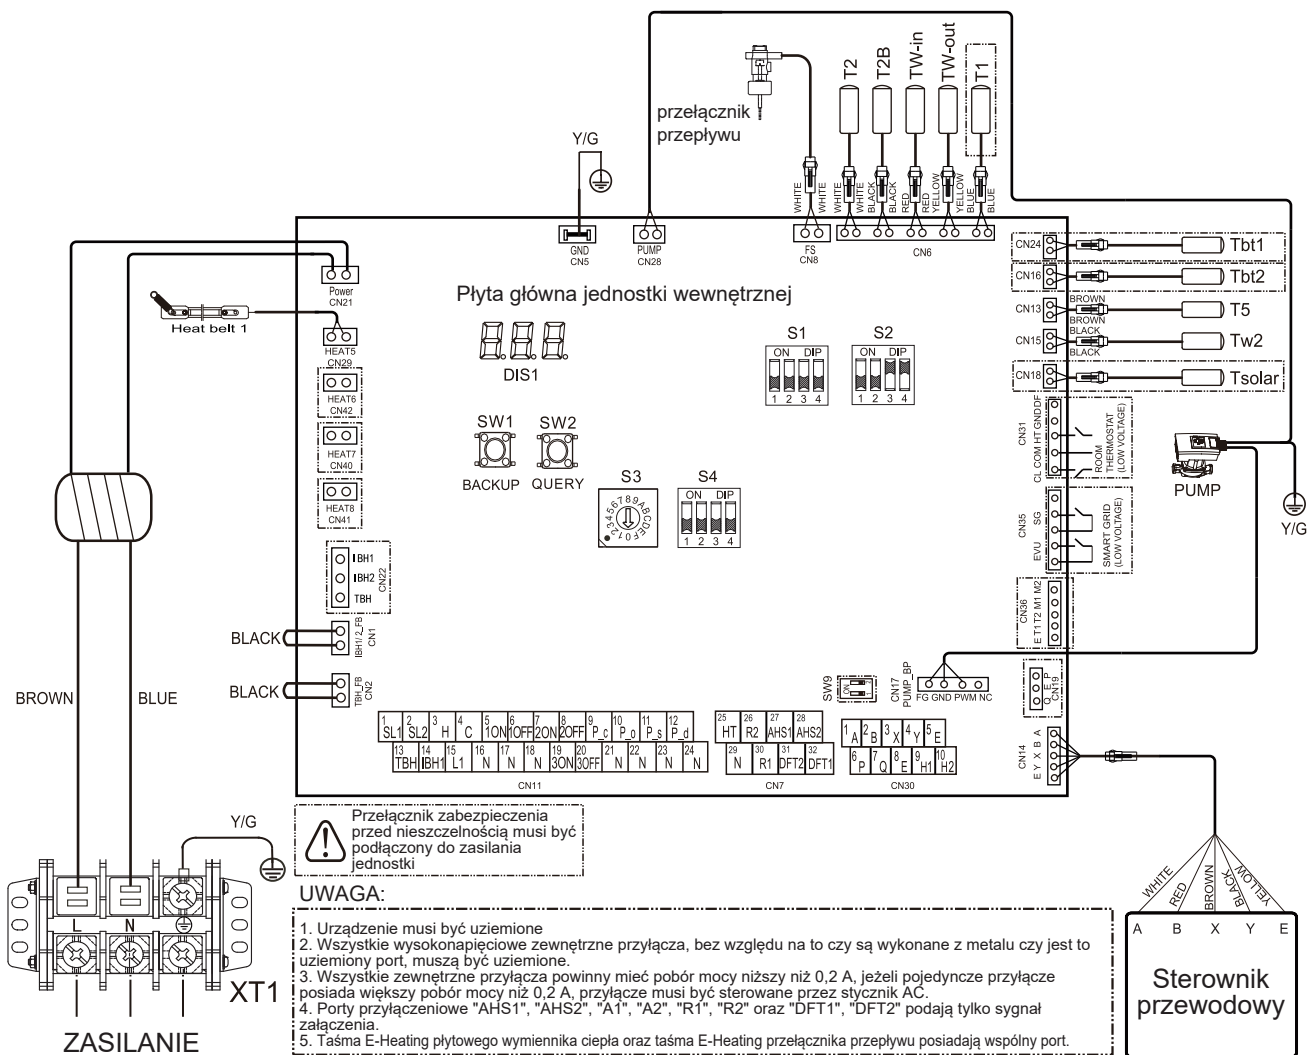 T2
T2B
TW-in
TW-out
T1
przełącznik
przepływu
Y/G
WHITE
WHITE
WHITE
WHITE
BLACK
BLACK
RED
RED
YELLOW
YELLOW
BLUE
BLUE
GND
CN5
PUMP
CN28
FS
CN8
CN6
Power
CN21
Płyta główna jednostki wewnętrznej
Heat belt 1
HEAT5
CN29
HEAT6
CN42
HEAT7
CN40
HEAT8
CN41
DIS1
S1
ON DIP
1 2 3 4
S2
ON DIP
1 2 3 4
SW1
BACKUP
SW2
QUERY
S3
0123456789ABCDEF
S4
ON DIP
1 2 3 4
CN24
Tbt1
CN16
Tbt2
CN13
BROWN
BROWN
T5
CN15
BLACK
BLACK
Tw2
CN18
Tsolar
CN31
CL COM HT GND DF
ROOM
THERMOSTAT
(LOW VOLTAGE)
CN35
EVU SG
SMART GRID
(LOW VOLTAGE)
PUMP
Y/G
CN36
E T1 T2 M1 M2
CN19
Q E P
IBH1
IBH2
TBH
CN22
BLACK
IBH1/ 2_FB
CN1
BLACK
TBH_FB
CN2
BROWN
BLUE
SW9
ON
CN17
PUMP_BP
FG GND PWM NC
CN14
E Y X B A
1 SL1 2 SL2 3 H 4 C 5 1ON 6 1OFF 7 2ON 8 2OFF 9 P_c 10 P_o 11 P_s 12 P_d
13 TBH 14 IBH1 15 L1 16 N 17 N 18 N 19 3ON 20 3OFF 21 N 22 N 23 N 24 N
CN11
25 HT 26 R2 27 AHS1 28 AHS2
29 N 30 R1 31 DFT2 32 DFT1
CN7
1 A 2 B 3 X 4 Y 5 E
6 P 7 Q 8 E 9 H1 10 H2
CN30
Przełącznik zabezpieczenia
przed nieszczelnością musi być
podłączony do zasilania
jednostki
Y/G
L
N
XT1
ZASILANIE
UWAGA:
1. Urządzenie musi być uziemione
2. Wszystkie wysokonapięciowe zewnętrzne przyłącza, bez względu na to czy są wykonane z metalu czy jest to
uziemiony port, muszą być uziemione.
3. Wszystkie zewnętrzne przyłącza powinny mieć pobór mocy niższy niż 0,2 A, jeżeli pojedyncze przyłącze
posiada większy pobór mocy niż 0,2 A, przyłącze musi być sterowane przez stycznik AC.
4. Porty przyłączeniowe "AHS1", "AHS2", "A1", "A2", "R1", "R2" oraz "DFT1", "DFT2" podają tylko sygnał
załączenia.
5. Taśma E-Heating płytowego wymiennika ciepła oraz taśma E-Heating przełącznika przepływu posiadają wspólny port.
WHITE
RED
BROWN
BLACK
YELLOW
A B X Y E
Sterownik
przewodowy